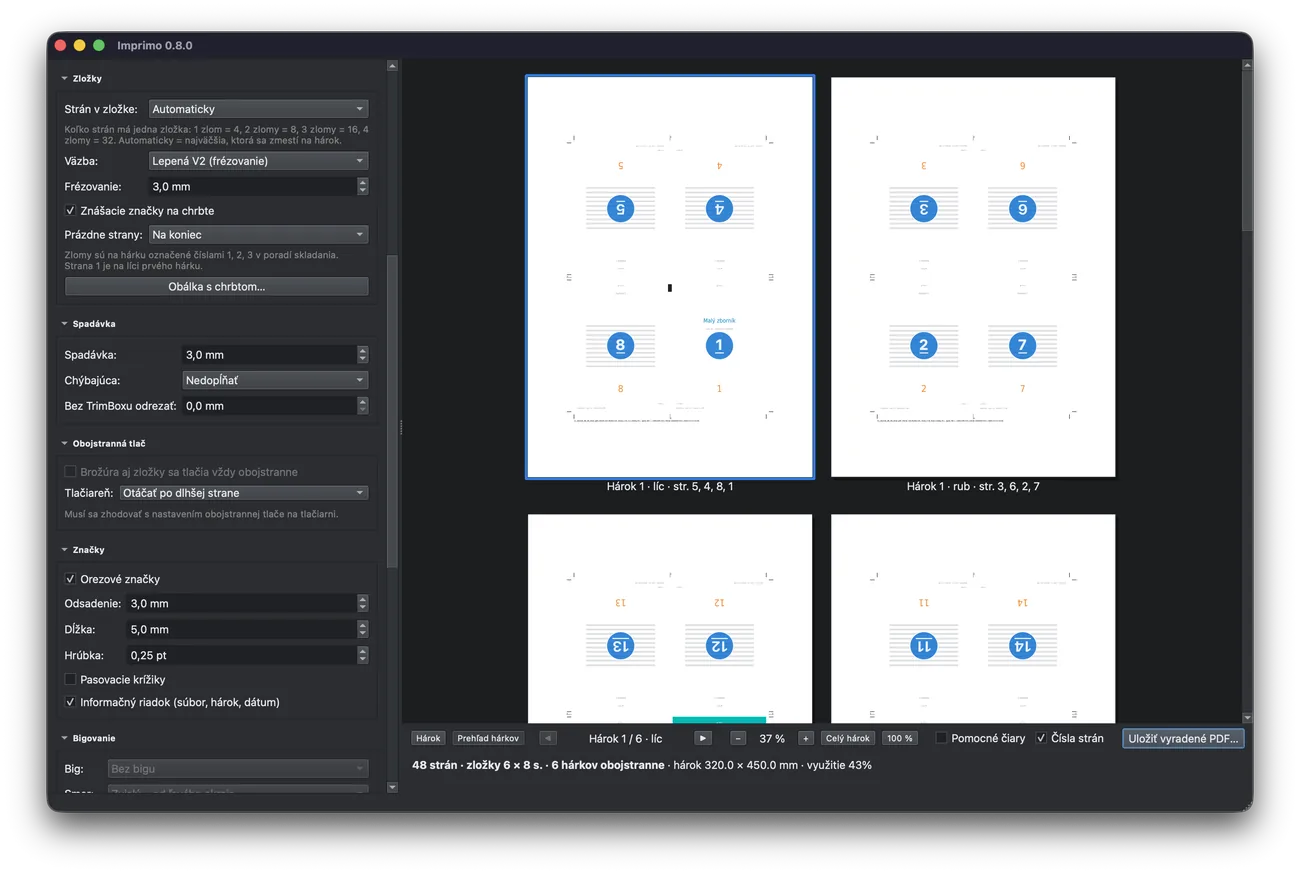 Imprimo 0.8.0
Zložky
Strán v zložke: Automaticky
Koľko strán má jedna zložka: 1 zlom = 4, 2 zlomy = 8, 3 zlomy = 16, 4
zlomy = 32. Automaticky = najväčšia, ktorá sa zmestí na hárok.
Väzba: Lepená V2 (frézovanie)
Frézovanie: 3,0 mm
Znášacie značky na chrbte
Prázdne strany: Na koniec
Zlomy sú na hárku označené číslami 1, 2, 3 v poradí skladania.
Strana 1 je na líci prvého hárku.
Obálka s chrbtom...
Spadávka
Spadávka: 3,0 mm
Chýbajúca: Nedopĺňať
Bez TrimBoxu odrezať: 0,0 mm
Obojstranná tlač
Brožúra aj zložky sa tlačia vždy obojstranne
Tlačiareň: Otáčať po dlhšej strane
Musí sa zhodovať s nastavením obojstrannej tlače na tlačiarni.
Značky
Orezové značky
Odsadenie: 3,0 mm
Dĺžka: 5,0 mm
Hrúbka: 0,25 pt
Pasovacie krížiky
Informačný riadok (súbor, hárok, dátum)
Bigovanie
Big: Bez bigu
5 4
5 4
Malý zborník
8 1
8 1
Hárok 1 · líc · str. 5, 4, 8, 1
3 6
3 6
2 7
2 7
Hárok 1 · rub · str. 3, 6, 2, 7
13 12
13 12
11 14
11 14
Hárok
Prehľad hárkov
Hárok 1 / 6 · líc
37 %
Celý hárok
100 %
Pomocné čiary
Čísla strán
Uložiť vyradené PDF...
48 strán · zložky 6 × 8 s. · 6 hárkov obojstranne · hárok 320.0 × 450.0 mm · využitie 43%